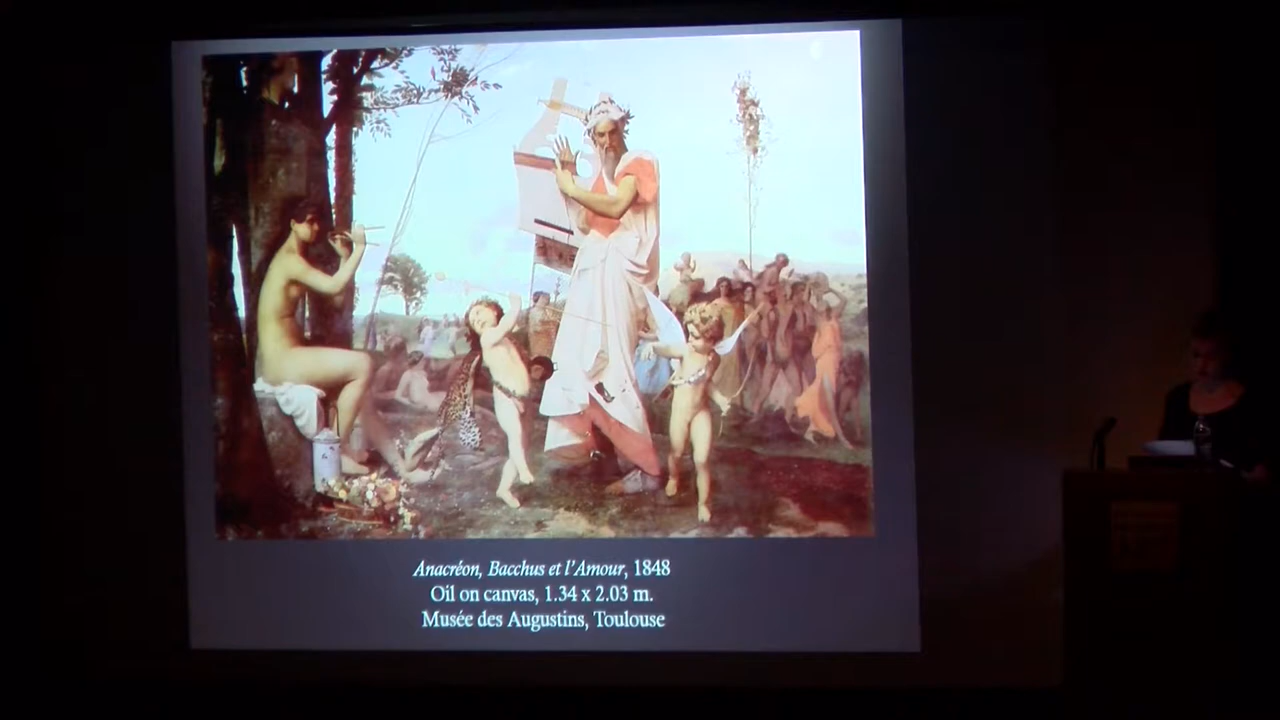 Anacréon, Bacchus et l'Amour, 1848
Oil on canvas, 1.34 x 2.03 m.
Musée des Augustins, Toulouse